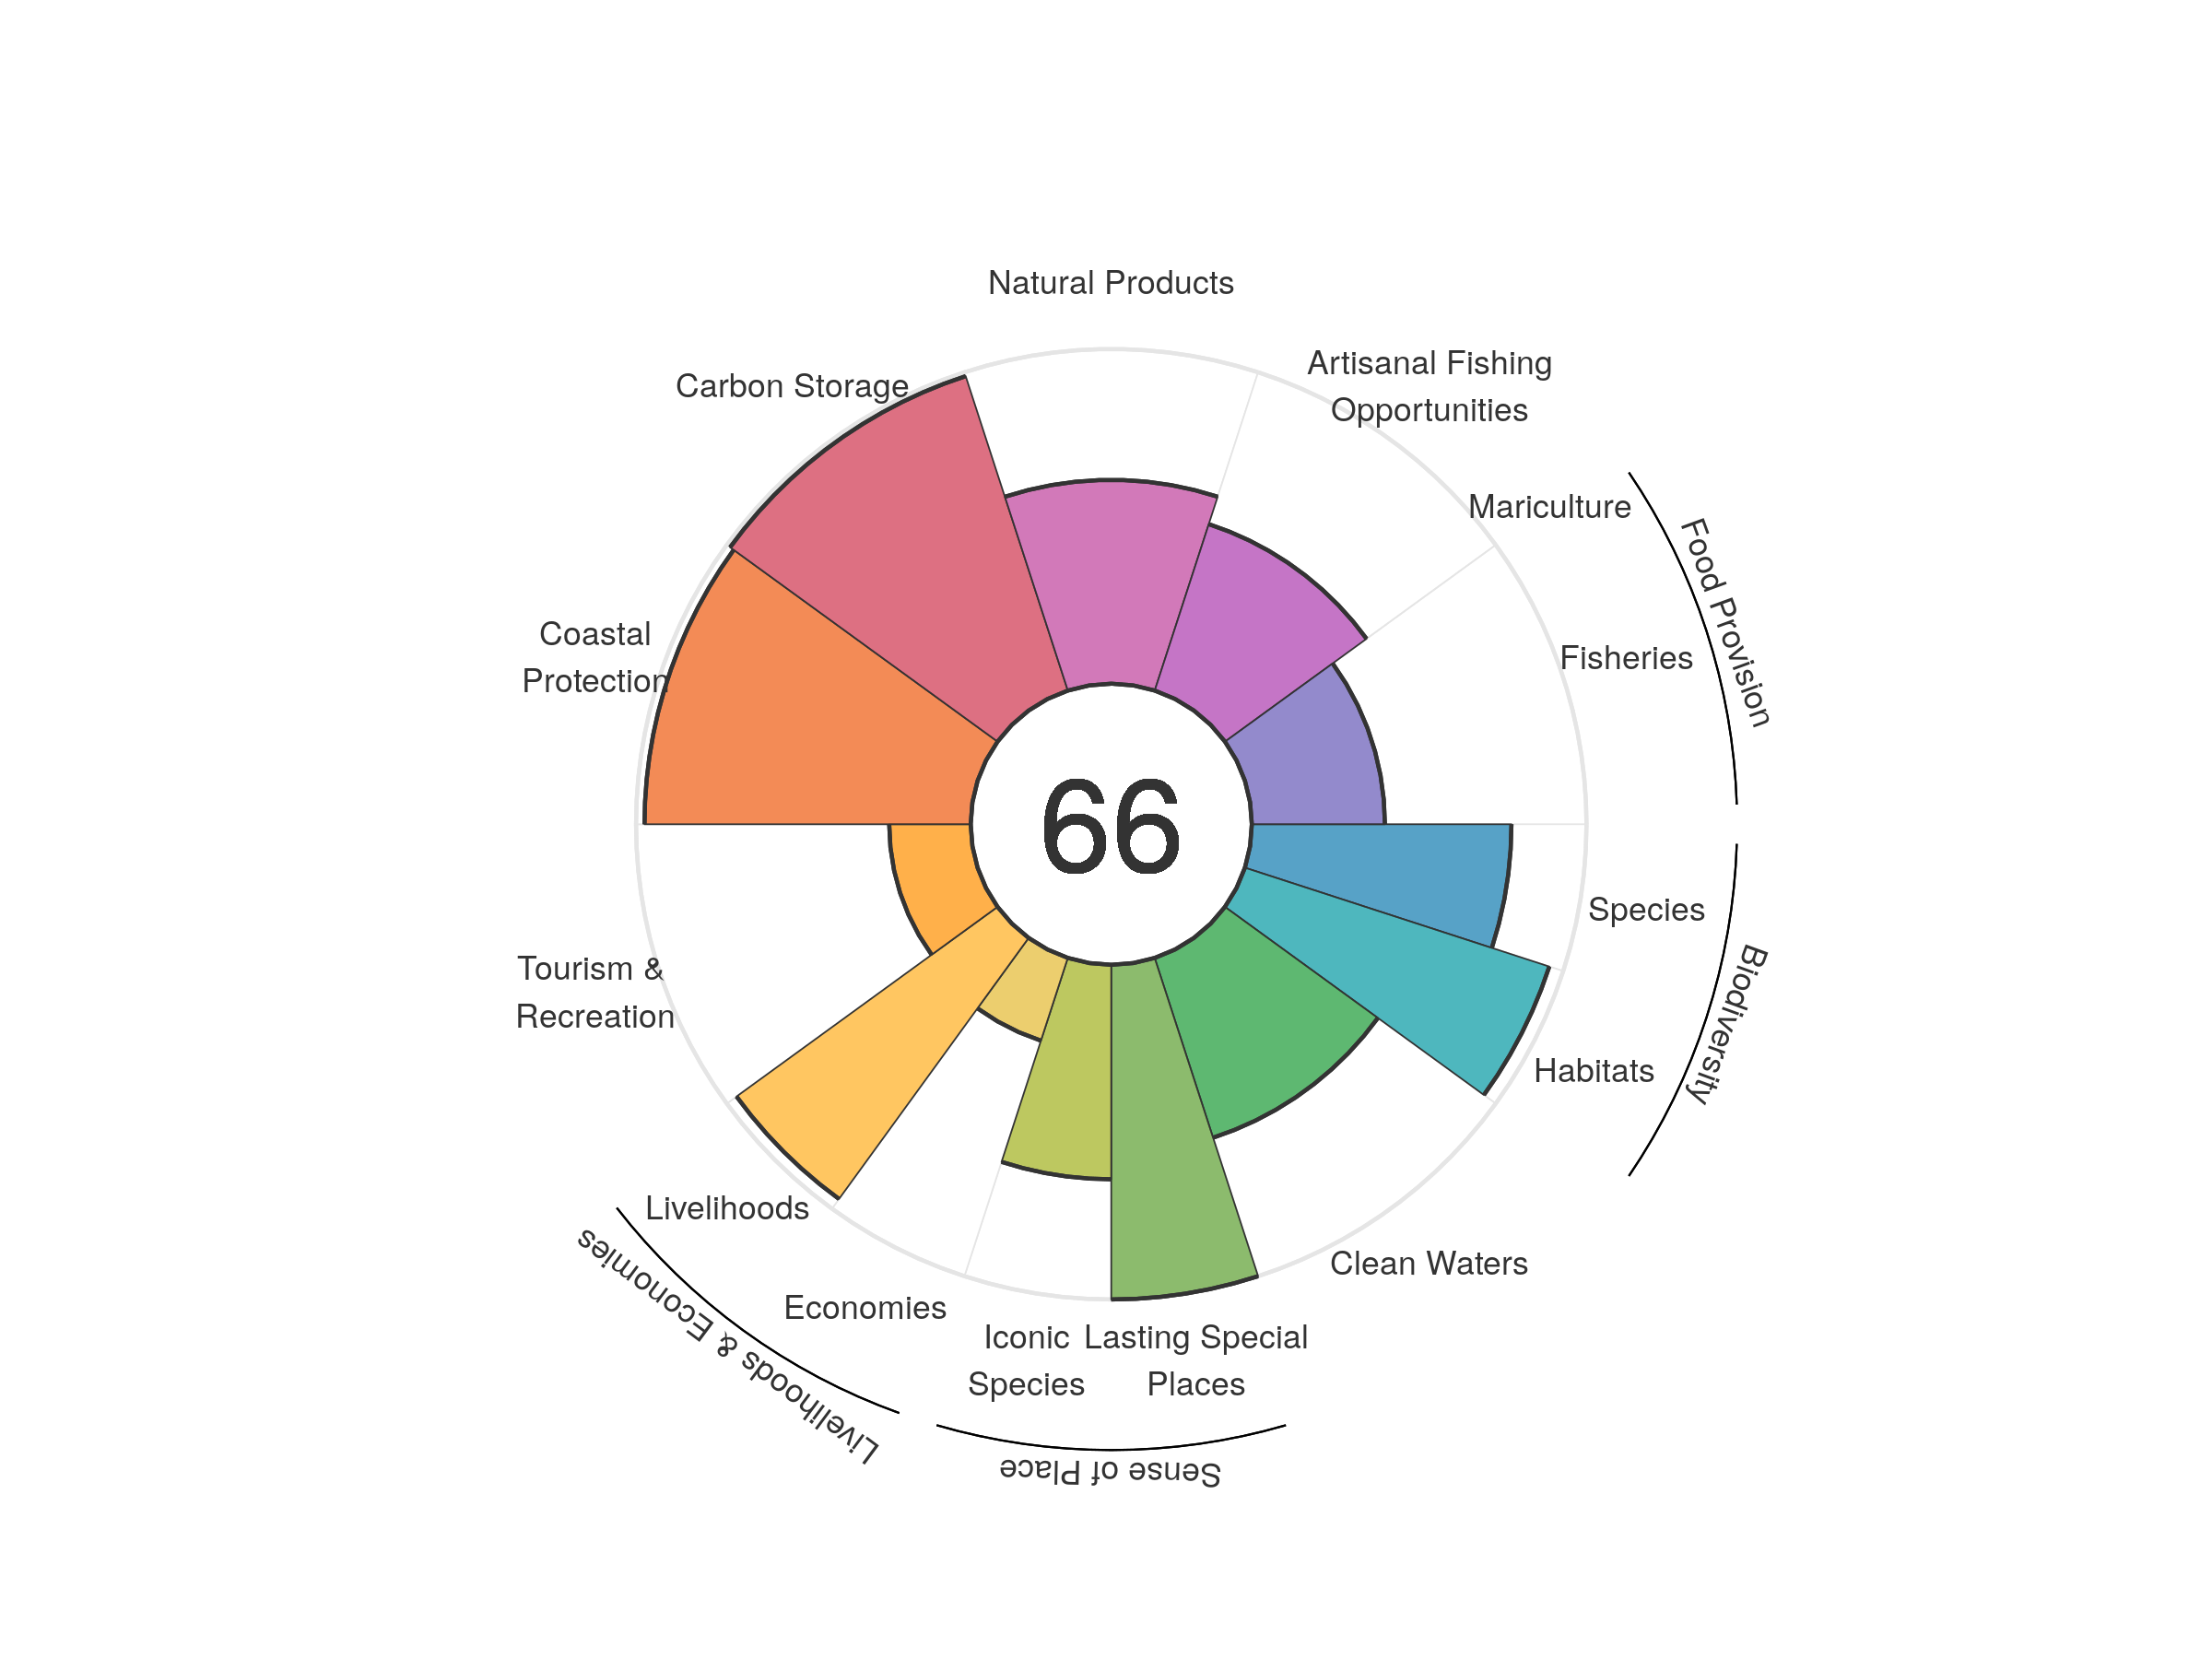 Natural Products
Artisanal Fishing
Opportunities
Carbon Storage
Mariculture
Food Provision
Coastal
Protection
Fisheries
66
Species
Biodiversity
Tourism &
Recreation
Habitats
Livelihoods
Clean Waters
Livelihoods & Economies
Economies
Iconic
Species
Lasting Special
Places
Sense of Place